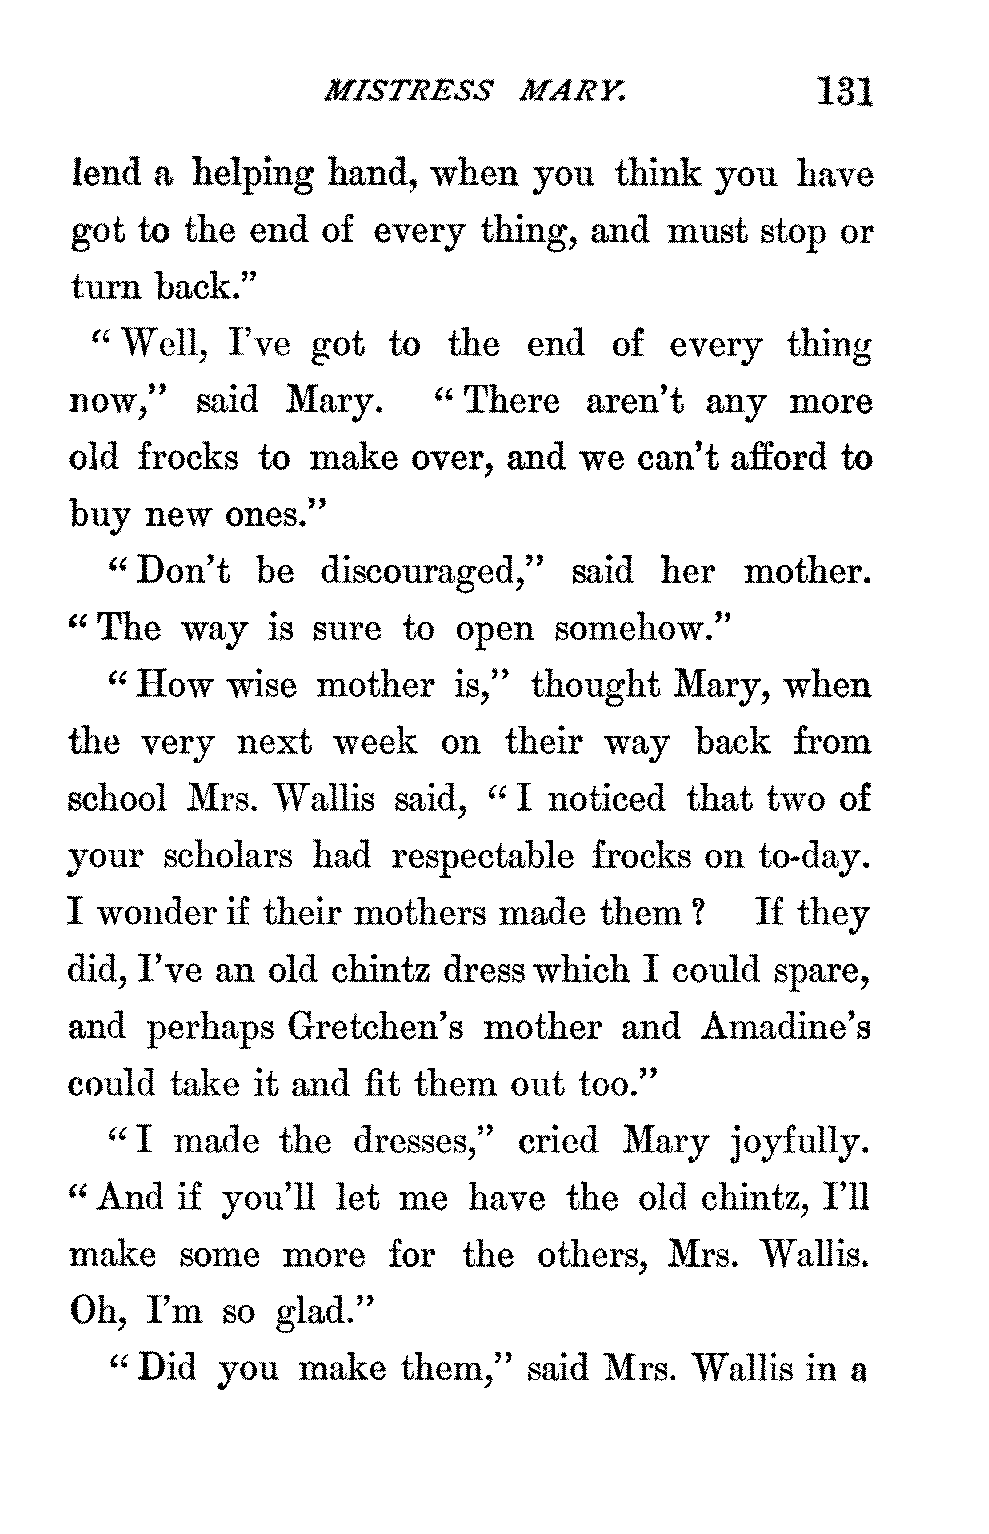 MISTRESS MARY. 131
lend a helping hand, when you think you have
got to the end of every thing, and must stop or
turn back.”
“ Well, I’ve got to the end of every thing
now,” said Mary. “ There aren’t any more
old frocks to make over, and we can’t afford to
buy new ones.”
“ Don’t be discouraged,” said her mother.
“ The way is sure to open somehow.”
“ How wise mother is,” thought Mary, when
the very next week on their way back from
school Mrs. Wallis said, “ I noticed that two of
your scholars had respectable frocks on to-day.
I wonder if their mothers made them ? If they
did, I’ve an old chintz dress which I could spare,
and perhaps Gretchen’s mother and Amadine’s
could take it and fit them out too.”
“ I made the dresses,” cried Mary joyfully.
“ And if you’ll let me have the old chintz, I’ll
make some more for the others, Mrs. Wallis.
Oh, I’m so glad.”
“ Did you make them,” said Mrs. Wallis in a